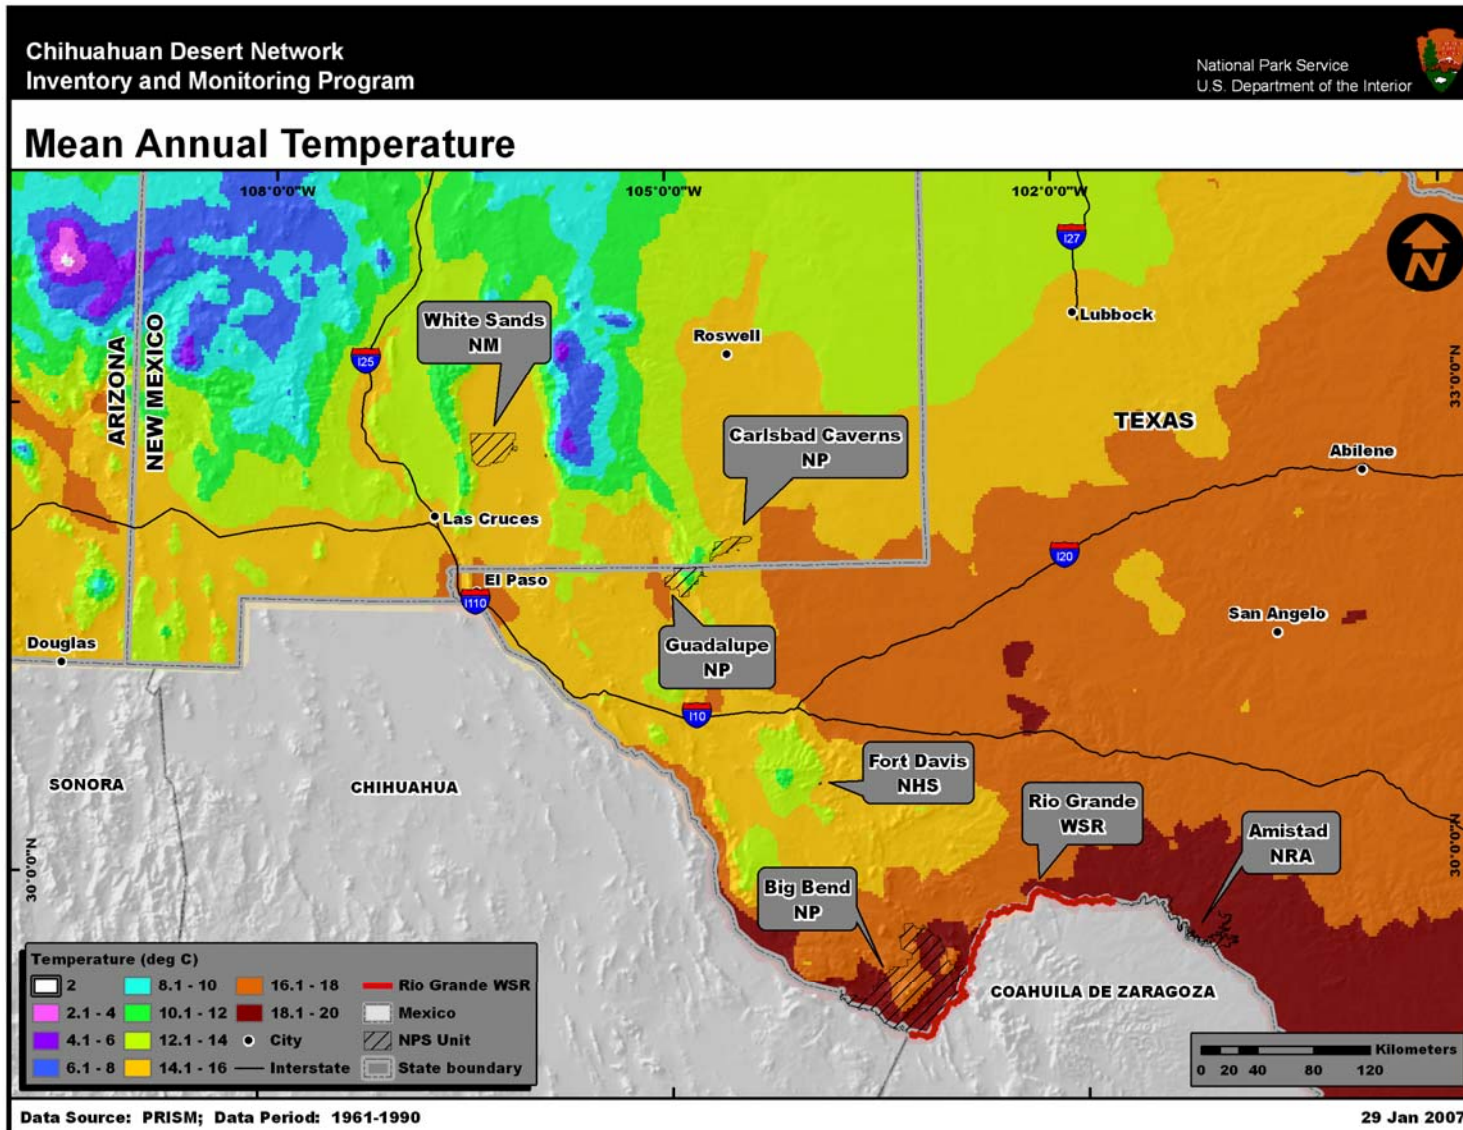 Chihuahuan Desert Network
Inventory and Monitoring Program
National Park Service
U.S. Department of the Interior
Mean Annual Temperature
108°0'0"W
105°0'0"W
102°0'0"W
I27
Lubbock
White Sands
NM
Roswell
I25
ARIZONA
NEW MEXICO
33°0'0"N
N
TEXAS
Carlsbad Caverns
NP
Abilene
Las Cruces
I20
El Paso
I110
San Angelo
Douglas
Guadalupe
NP
I10
Fort Davis
NHS
SONORA
CHIHUAHUA
Rio Grande
WSR
Amistad
NRA
30°0'0"N
30°0'0"N
Big Bend
NP
COAHUILA DE ZARAGOZA
Temperature (deg C)
2
8.1 - 10
16.1 - 18
Rio Grande WSR
2.1 - 4
10.1 - 12
18.1 - 20
Mexico
4.1 - 6
12.1 - 14
City
NPS Unit
6.1 - 8
14.1 - 16
Interstate
State boundary
Kilometers
0 20 40 80 120
Data Source: PRISM; Data Period: 1961-1990
29 Jan 2007